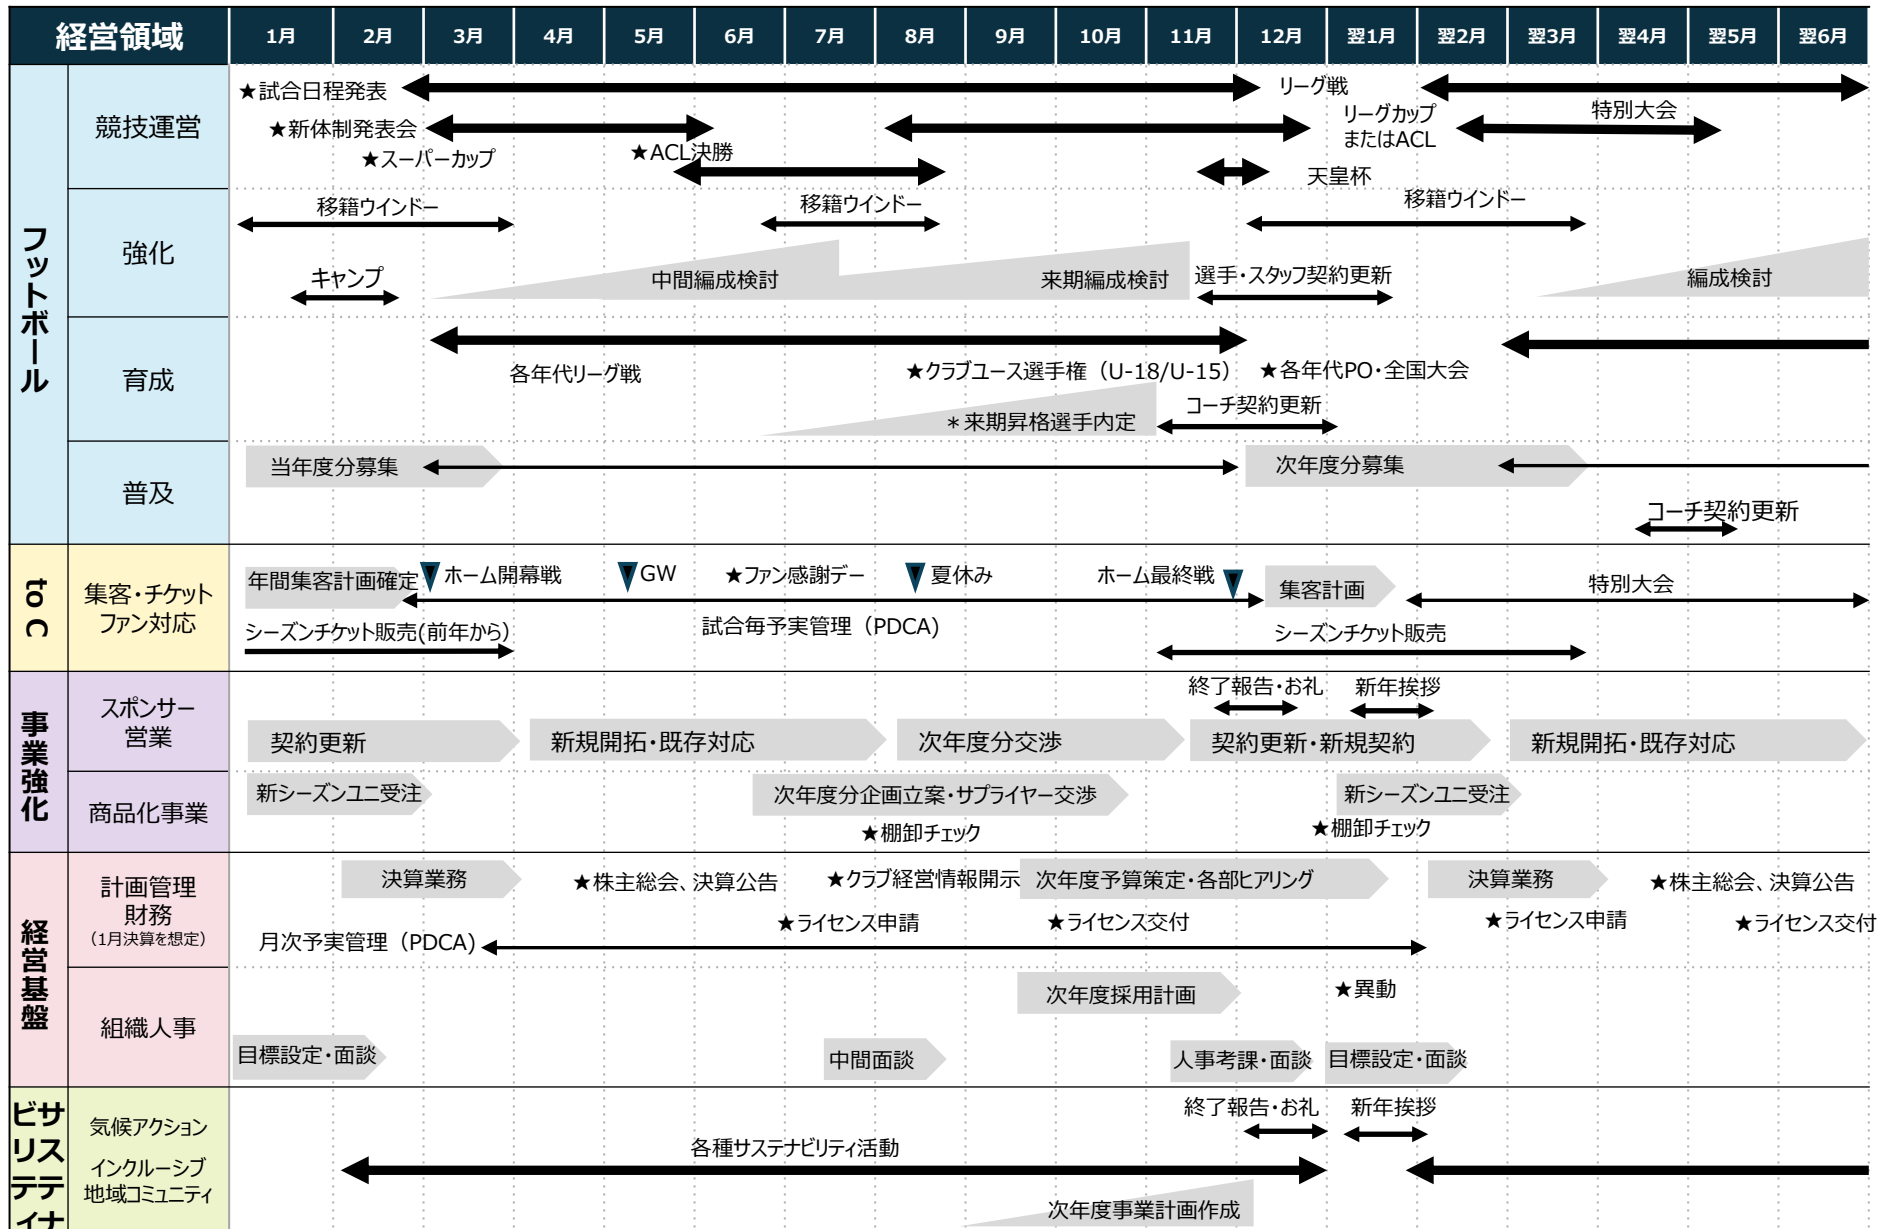 経営領域 1月 2月 3月 4月 5月 6月 7月 8月 9月 10月 11月 12月 翌1月 翌2月 翌3月 翌4月 翌5月 翌6月
フットボール
競技運営
★試合日程発表
リーグ戦
★新体制発表会
リーグカップ
またはACL
特別大会
★スーパーカップ
★ACL決勝
天皇杯
強化
移籍ウインドー
移籍ウインドー
移籍ウインドー
キャンプ
中間編成検討
来期編成検討
選手・スタッフ契約更新
編成検討
育成
各年代リーグ戦
★クラブユース選手権（U-18/U-15）
★各年代PO・全国大会
＊来期昇格選手内定
コーチ契約更新
普及
当年度分募集
次年度分募集
コーチ契約更新
to C
集客・チケット
ファン対応
年間集客計画確定
ホーム開幕戦
GW
★ファン感謝デー
夏休み
ホーム最終戦
集客計画
特別大会
シーズンチケット販売(前年から)
試合毎予実管理（PDCA）
シーズンチケット販売
事業強化
スポンサー
営業
終了報告・お礼
新年挨拶
契約更新
新規開拓・既存対応
次年度分交渉
契約更新・新規契約
新規開拓・既存対応
商品化事業
新シーズンユニ受注
次年度分企画立案・サプライヤー交渉
新シーズンユニ受注
★棚卸チェック
★棚卸チェック
経営基盤
計画管理
財務
（1月決算を想定）
決算業務
★株主総会、決算公告
★クラブ経営情報開示
次年度予算策定・各部ヒアリング
決算業務
★株主総会、決算公告
★ライセンス申請
★ライセンス交付
★ライセンス申請
★ライセンス交付
月次予実管理（PDCA）
組織人事
次年度採用計画
★異動
目標設定・面談
中間面談
人事考課・面談
目標設定・面談
サステナ
ビリティ
気候アクション
インクルーシブ
地域コミュニティ
終了報告・お礼
新年挨拶
各種サステナビリティ活動
次年度事業計画作成